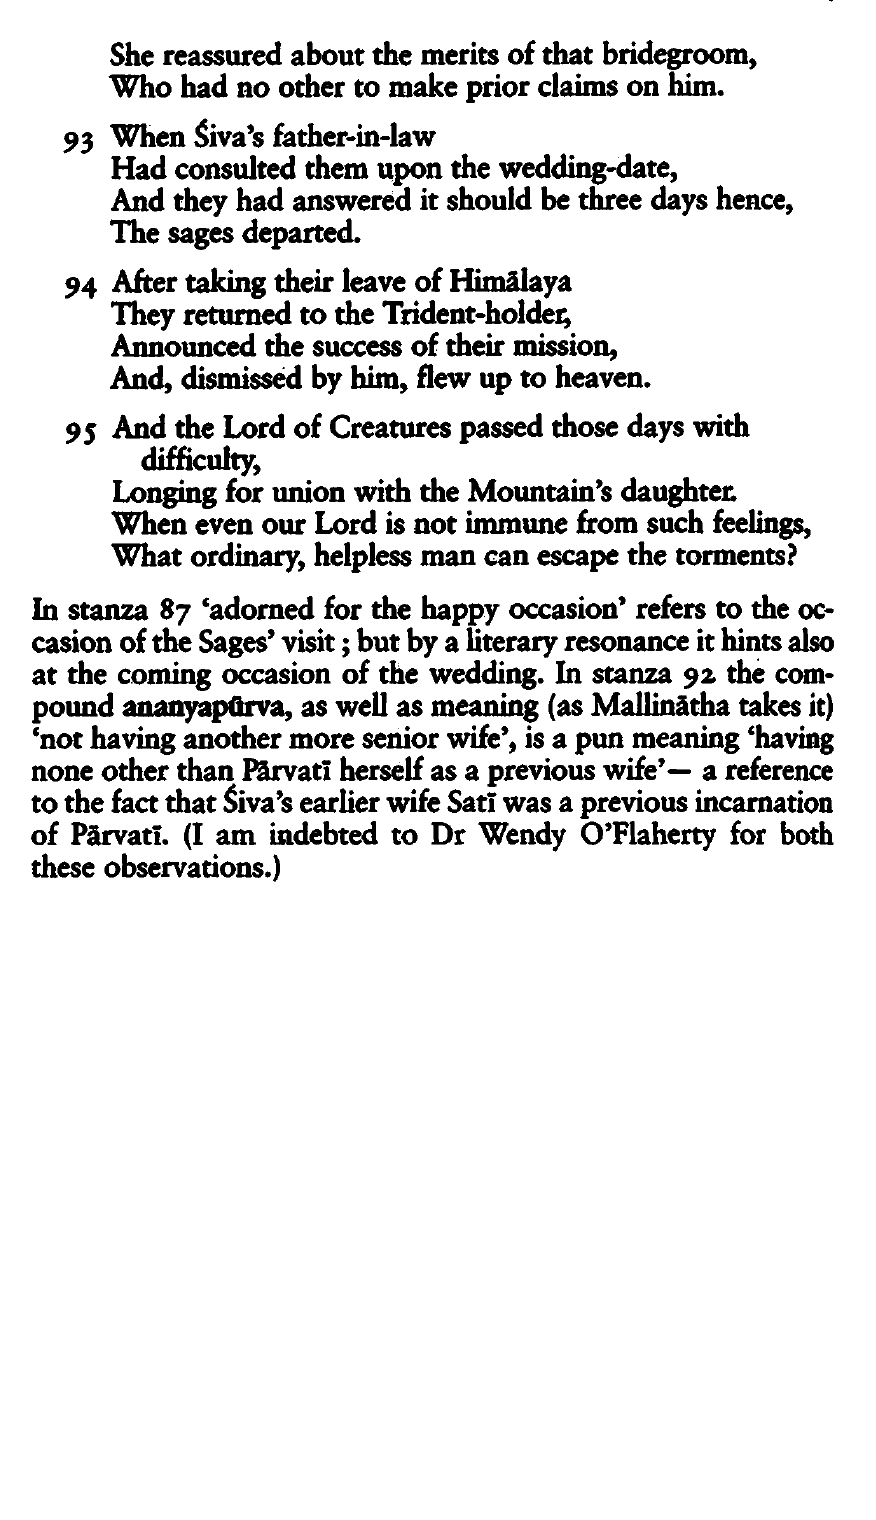 She reassured about the merits of that bridegroom,
Who had no other to make prior claims on him.
93 When Śiva's father-in-law
Had consulted them upon the wedding-date,
And they had answered it should be three days hence,
The sages departed.
94 After taking their leave of Himālaya
They returned to the Trident-holder,
Announced the success of their mission,
And, dismissed by him, flew up to heaven.
95 And the Lord of Creatures passed those days with
difficulty,
Longing for union with the Mountain's daughter.
When even our Lord is not immune from such feelings,
What ordinary, helpless man can escape the torments?
In stanza 87 ‘adorned for the happy occasion’ refers to the oc-
casion of the Sages’ visit ; but by a literary resonance it hints also
at the coming occasion of the wedding. In stanza 92 the com-
pound ananyapūrva, as well as meaning (as Mallinātha takes it)
‘not having another more senior wife’, is a pun meaning ‘having
none other than Pārvatī herself as a previous wife’— a reference
to the fact that Śiva's earlier wife Satī was a previous incarnation
of Pārvatī. (I am indebted to Dr Wendy O’Flaherty for both
these observations.)